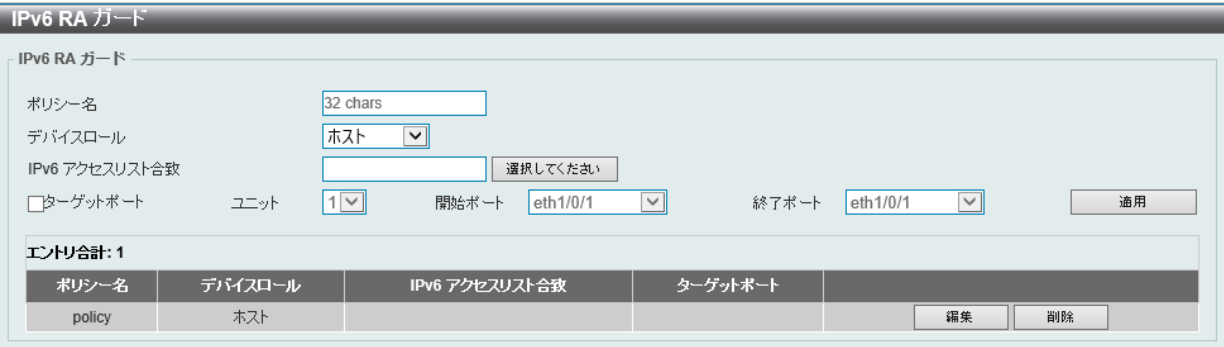 IPv6 RA ガード
IPv6 RA ガード
ポリシー名 32 chars
デバイスロール ホスト
IPv6 アクセスリスト合致 選択してください
ターゲットポート ユニット 1 開始ポート eth1/0/1 終了ポート eth1/0/1 適用
エントリ合計: 1
ポリシー名 デバイスロール IPv6 アクセスリスト合致 ターゲットポート
policy ホスト 編集 削除